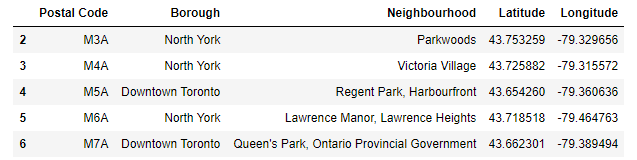 Postal Code Borough Neighbourhood Latitude Longitude
2 M3A North York Parkwoods 43.753259 -79.329656
3 M4A North York Victoria Village 43.725882 -79.315572
4 M5A Downtown Toronto Regent Park, Harbourfront 43.654260 -79.360636
5 M6A North York Lawrence Manor, Lawrence Heights 43.718518 -79.464763
6 M7A Downtown Toronto Queen's Park, Ontario Provincial Government 43.662301 -79.389494